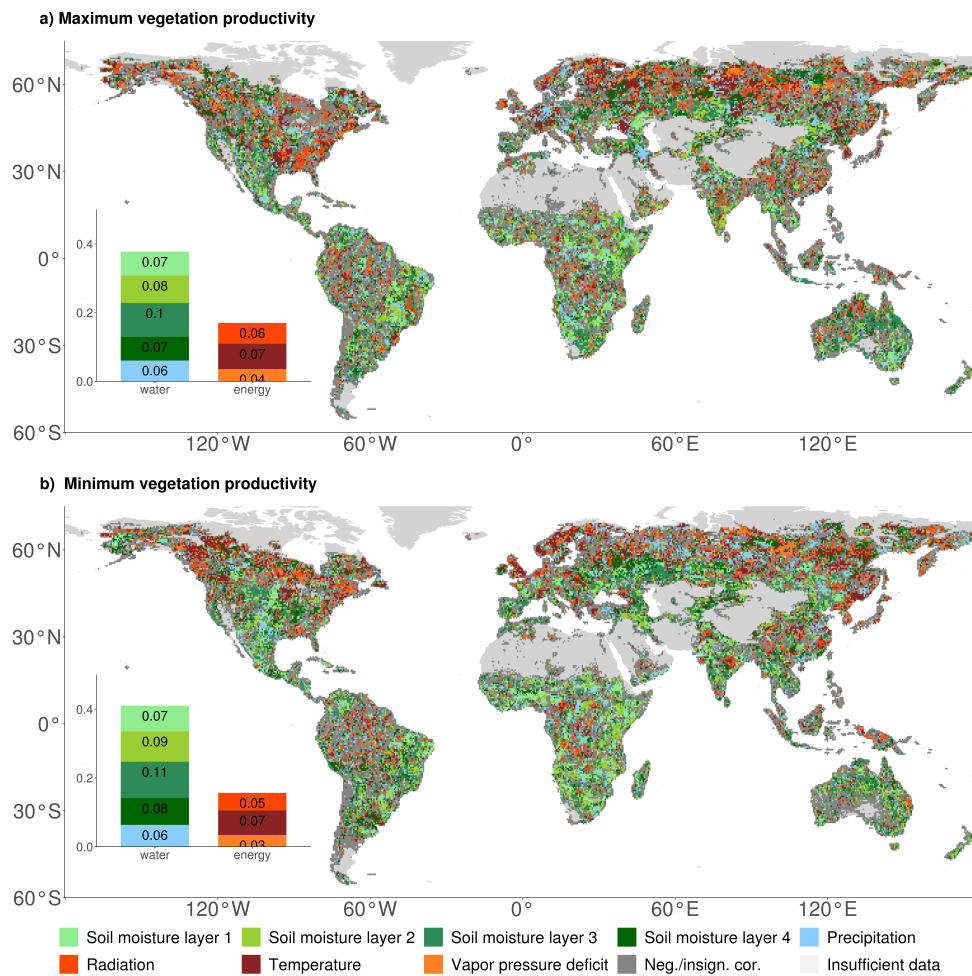 a) Maximum vegetation productivity
60°N
30°N
0°
30°S
60°S
0.4
0.2
0.0
0.07
0.08
0.1
0.07
0.06
0.06
0.07
0.04
water
energy
120°W
60°W
0°
60°E
120°E
b) Minimum vegetation productivity
60°N
30°N
0°
30°S
60°S
0.4
0.2
0.0
0.07
0.09
0.11
0.08
0.06
0.05
0.07
0.03
water
energy
120°W
60°W
0°
60°E
120°E
Soil moisture layer 1
Soil moisture layer 2
Soil moisture layer 3
Soil moisture layer 4
Precipitation
Radiation
Temperature
Vapor pressure deficit
Neg./insign. cor.
Insufficient data